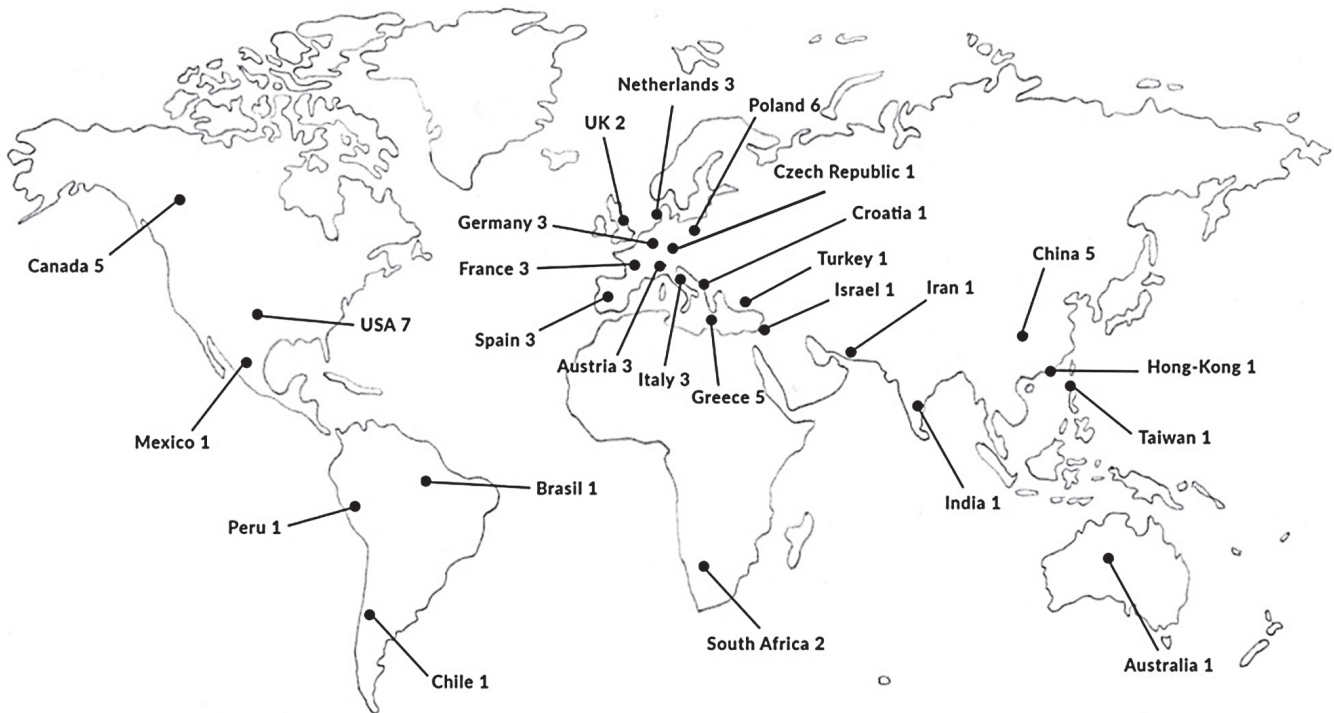 Netherlands 3
Poland 6
UK 2
Czech Republic 1
Germany 3
Croatia 1
France 3
Turkey 1
China 5
Canada 5
Israel 1
Iran 1
USA 7
Spain 3
Austria 3
Italy 3
Greece 5
Hong-Kong 1
Mexico 1
Taiwan 1
Brasil 1
India 1
Peru 1
South Africa 2
Australia 1
Chile 1